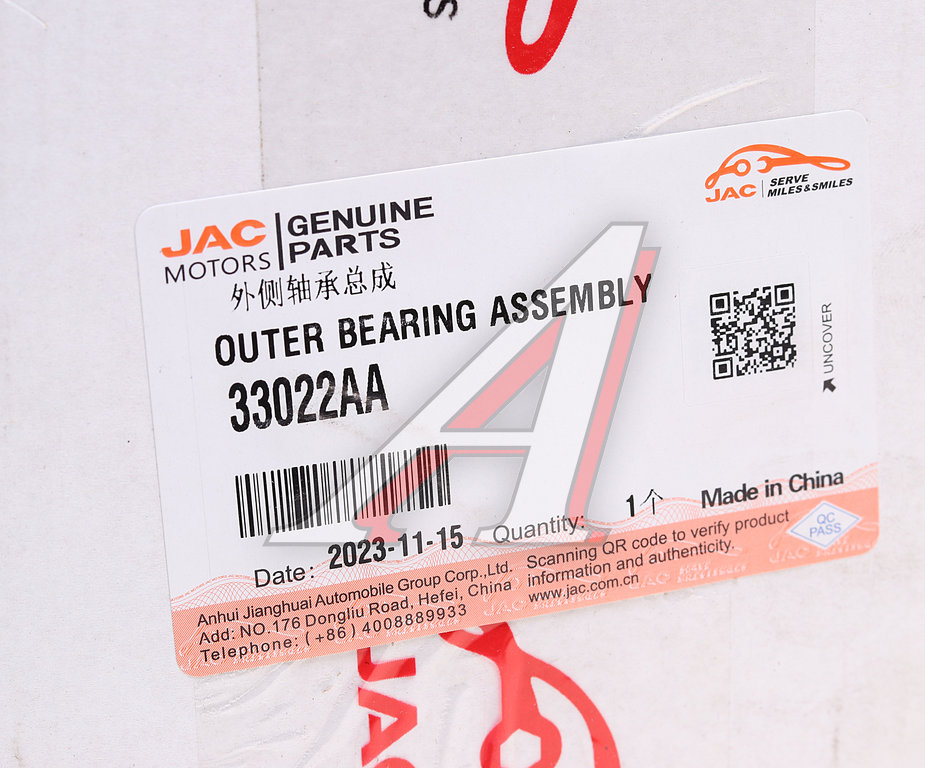 JAC
MOTORS
GENUINE
PARTS
JAC
SERVE
MILES&SMILES
外侧轴承总成
OUTER BEARING ASSEMBLY
33022AA
UNCOVER
Date: 2023-11-15
Quantity: 1个
Made in China
QC
PASS
Anhui Jianghuai Automobile Group Corp.,Ltd.
Add: NO.176 Dongliu Road, Hefei, China
Telephone: (+86) 4008889933
Scanning QR code to verify product
information and authenticity.
www.jac.com.cn
JAC